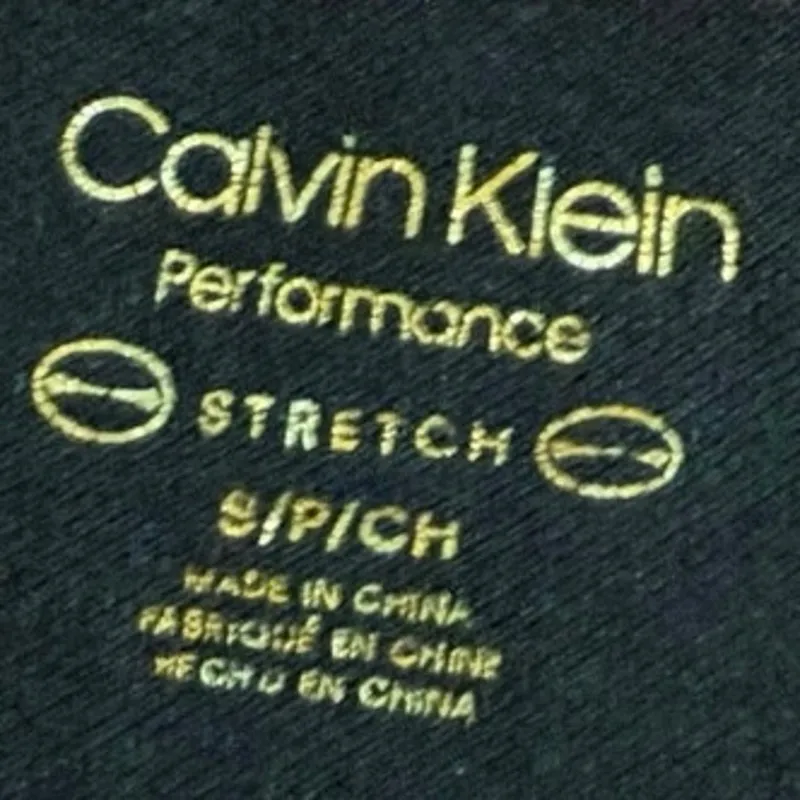 Calvin Klein
Performance
STRETCH
S/P/CH
MADE IN CHINA
FABRIQUÉ EN CHINE
HECHO EN CHINA